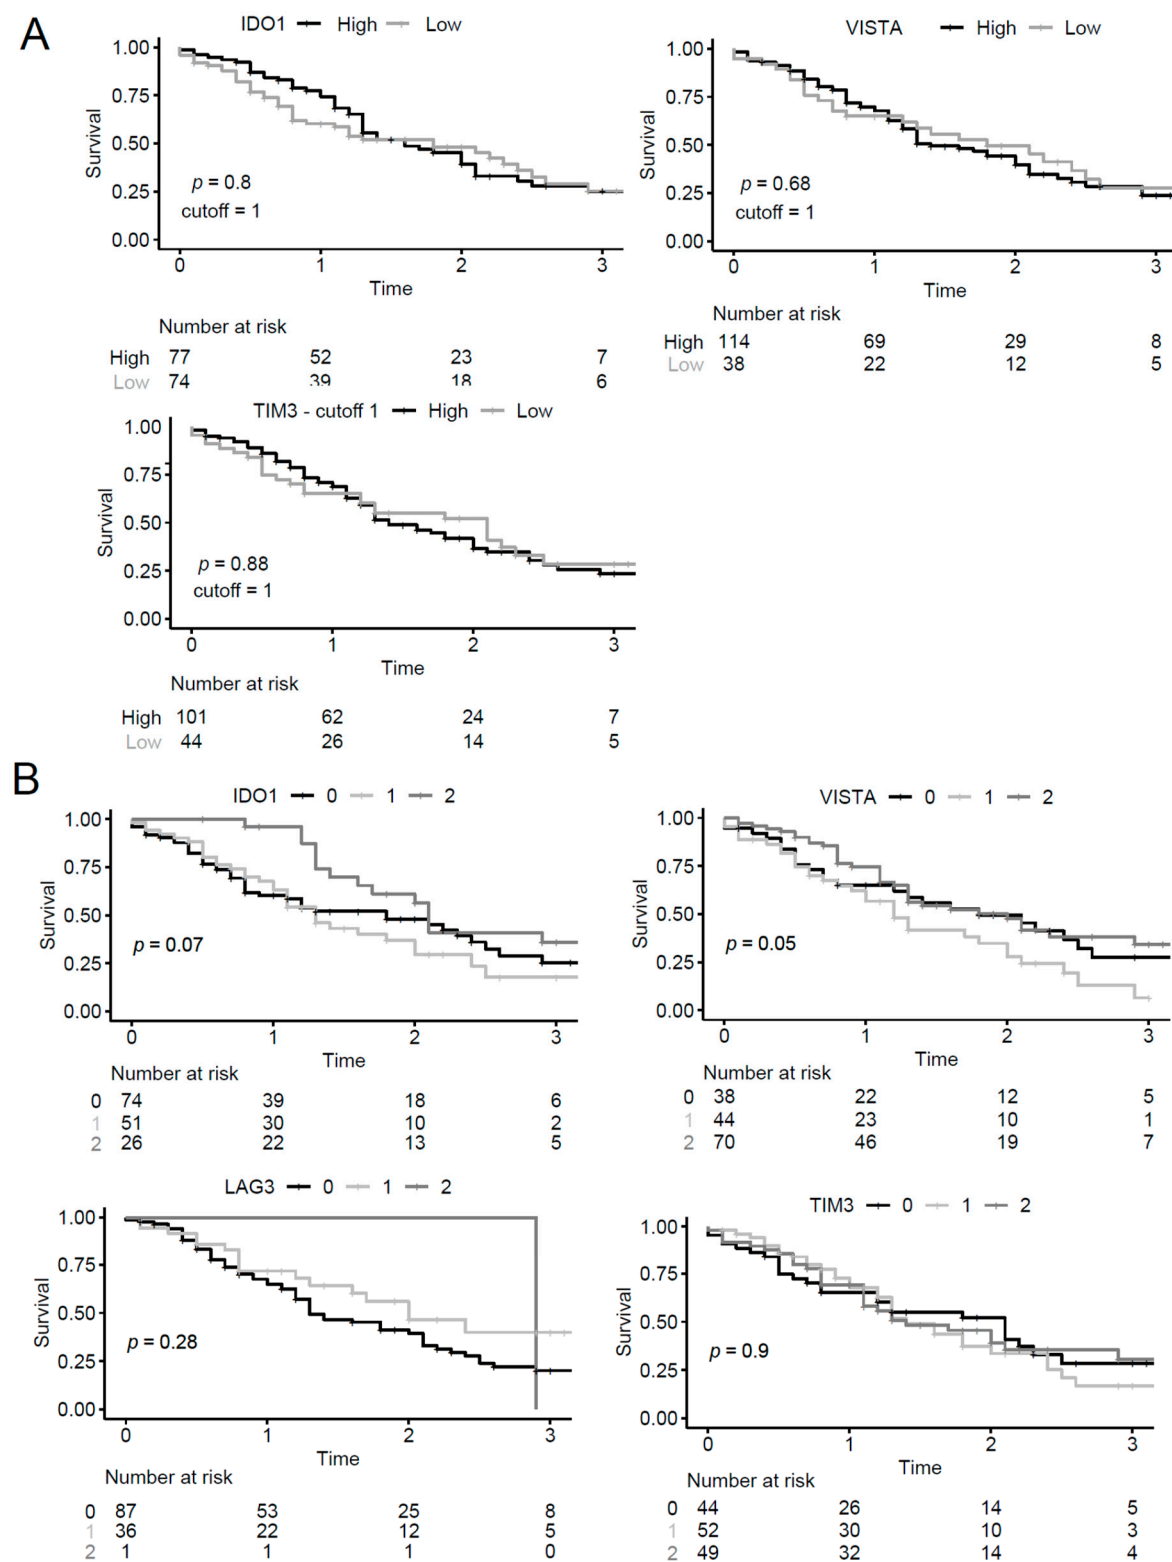 A
IDO1 High Low
1.00
0.75
0.50
0.25
0.00
Survival
p = 0.8
cutoff = 1
0 1 2 3
Time
Number at risk
High 77 52 23 7
Low 74 39 18 6
VISTA High Low
1.00
0.75
0.50
0.25
0.00
Survival
p = 0.68
cutoff = 1
0 1 2 3
Time
Number at risk
High 114 69 29 8
Low 38 22 12 5
TIM3 - cutoff 1 High Low
1.00
0.75
0.50
0.25
0.00
Survival
p = 0.88
cutoff = 1
0 1 2 3
Time
Number at risk
High 101 62 24 7
Low 44 26 14 5
B
IDO1 0 1 2
1.00
0.75
0.50
0.25
0.00
Survival
p = 0.07
0 1 2 3
Time
Number at risk
0 74 39 18 6
1 51 30 10 2
2 26 22 13 5
VISTA 0 1 2
1.00
0.75
0.50
0.25
0.00
Survival
p = 0.05
0 1 2 3
Time
Number at risk
0 38 22 12 5
1 44 23 10 1
2 70 46 19 7
LAG3 0 1 2
1.00
0.75
0.50
0.25
0.00
Survival
p = 0.28
0 1 2 3
Time
Number at risk
0 87 53 25 8
1 36 22 12 5
2 1 1 1 0
TIM3 0 1 2
1.00
0.75
0.50
0.25
0.00
Survival
p = 0.9
0 1 2 3
Time
Number at risk
0 44 26 14 5
1 52 30 10 3
2 49 32 14 4